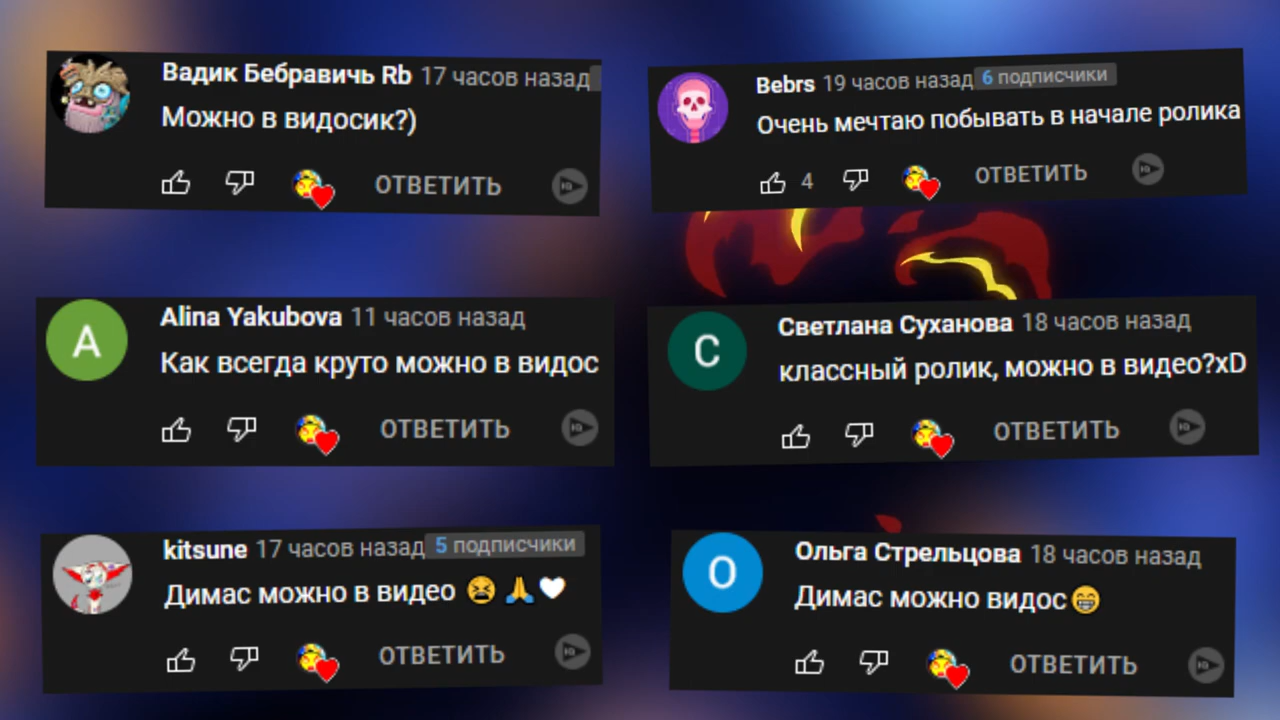 Вадик Бебравичь Rb 17 часов назад
Можно в видосик?)
ОТВЕТИТЬ
Bebrs 19 часов назад 6 подписчики
Очень мечтаю побывать в начале ролика
4 ОТВЕТИТЬ
A
Alina Yakubova 11 часов назад
Как всегда круто можно в видос
ОТВЕТИТЬ
С
Светлана Суханова 18 часов назад
классный ролик, можно в видео?xD
ОТВЕТИТЬ
kitsune 17 часов назад 5 подписчики
Димас можно в видео 😫🙏🤍
ОТВЕТИТЬ
О
Ольга Стрельцова 18 часов назад
Димас можно видос😁
ОТВЕТИТЬ